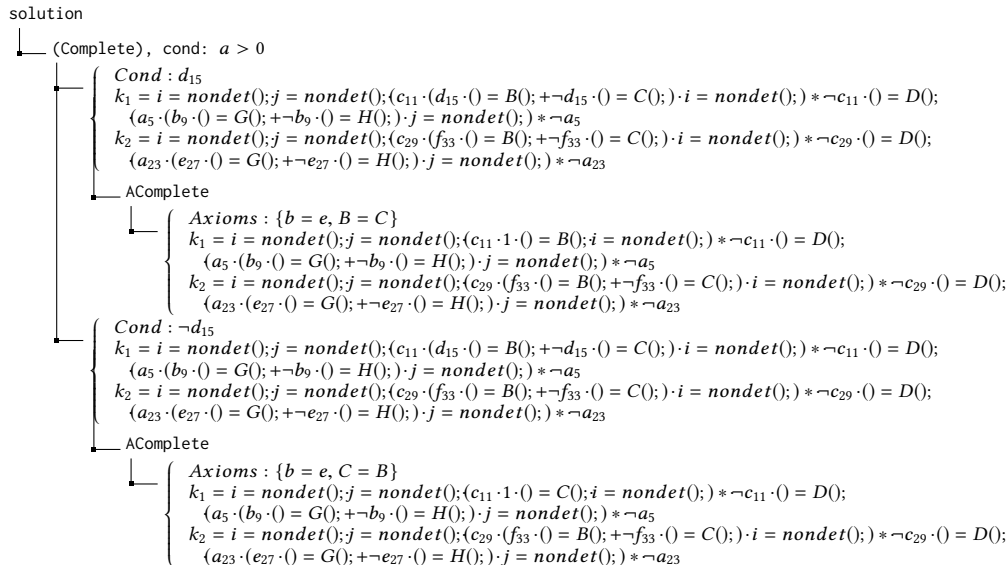 solution
(Complete), cond: a > 0
Cond : d₁₅
k₁ = i = nondet();j = nondet();(c₁₁ ·(d₁₅ ·() = B(); +¬d₁₅ ·() = C();)· i = nondet();) ∗¬c₁₁ ·() = D();
(a₅ ·(b₉ ·() = G(); +¬b₉ ·() = H();)· j = nondet();) ∗¬a₅
k₂ = i = nondet();j = nondet();(c₂₉ ·(f₃₃ ·() = B(); +¬f₃₃ ·() = C();)· i = nondet();) ∗¬c₂₉ ·() = D();
(a₂₃ ·(e₂₇ ·() = G(); +¬e₂₇ ·() = H();)· j = nondet();) ∗¬a₂₃
AComplete
Axioms : {b = e, B = C}
k₁ = i = nondet();j = nondet();(c₁₁ ·1·() = B();i = nondet();) ∗¬c₁₁ ·() = D();
(a₅ ·(b₉ ·() = G(); +¬b₉ ·() = H();)· j = nondet();) ∗¬a₅
k₂ = i = nondet();j = nondet();(c₂₉ ·(f₃₃ ·() = B(); +¬f₃₃ ·() = C();)· i = nondet();) ∗¬c₂₉ ·() = D();
(a₂₃ ·(e₂₇ ·() = G(); +¬e₂₇ ·() = H();)· j = nondet();) ∗¬a₂₃
Cond : ¬d₁₅
k₁ = i = nondet();j = nondet();(c₁₁ ·(d₁₅ ·() = B(); +¬d₁₅ ·() = C();)· i = nondet();) ∗¬c₁₁ ·() = D();
(a₅ ·(b₉ ·() = G(); +¬b₉ ·() = H();)· j = nondet();) ∗¬a₅
k₂ = i = nondet();j = nondet();(c₂₉ ·(f₃₃ ·() = B(); +¬f₃₃ ·() = C();)· i = nondet();) ∗¬c₂₉ ·() = D();
(a₂₃ ·(e₂₇ ·() = G(); +¬e₂₇ ·() = H();)· j = nondet();) ∗¬a₂₃
AComplete
Axioms : {b = e, C = B}
k₁ = i = nondet();j = nondet();(c₁₁ ·1·() = C();i = nondet();) ∗¬c₁₁ ·() = D();
(a₅ ·(b₉ ·() = G(); +¬b₉ ·() = H();)· j = nondet();) ∗¬a₅
k₂ = i = nondet();j = nondet();(c₂₉ ·(f₃₃ ·() = B(); +¬f₃₃ ·() = C();)· i = nondet();) ∗¬c₂₉ ·() = D();
(a₂₃ ·(e₂₇ ·() = G(); +¬e₂₇ ·() = H();)· j = nondet();) ∗¬a₂₃